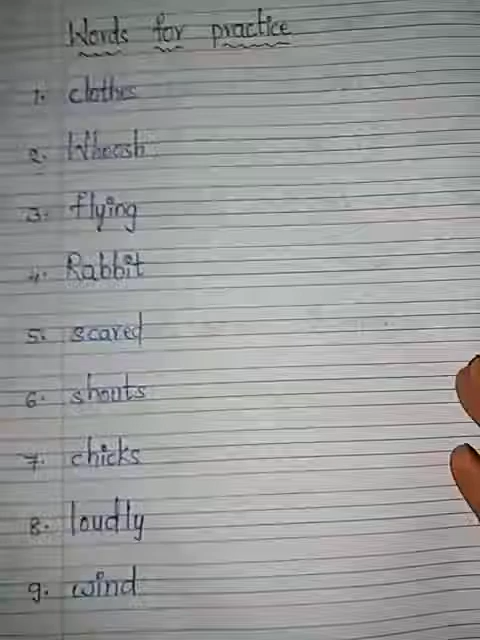 Words for practice
1. clothes
2. Whoosh
3. flying
4. Rabbit
5. scared
6. shouts
7. chicks
8. loudly
9. wind